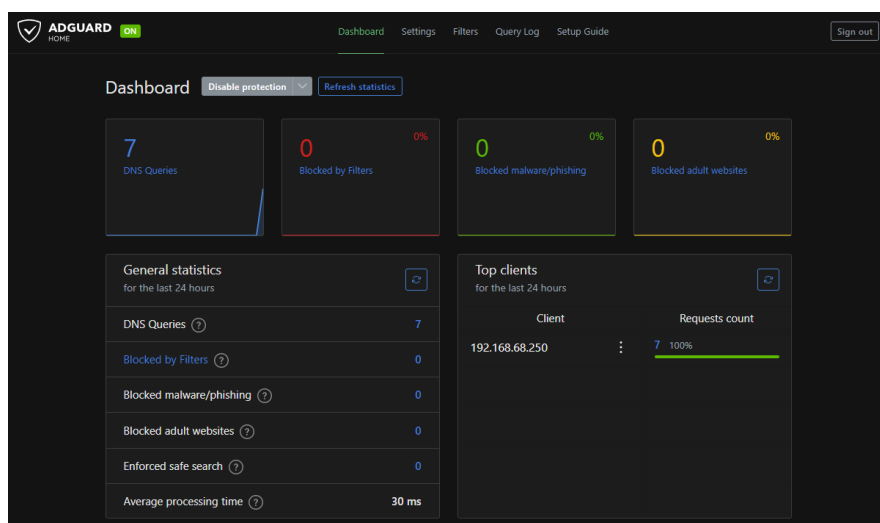 ADGUARD ON
HOME
Dashboard Settings Filters Query Log Setup Guide
Sign out
Dashboard Disable protection Refresh statistics
7
DNS Queries
0%
0
Blocked by Filters
0%
0
Blocked malware/phishing
0%
0
Blocked adult websites
General statistics
for the last 24 hours
DNS Queries ? 7
Blocked by Filters ? 0
Blocked malware/phishing ? 0
Blocked adult websites ? 0
Enforced safe search ? 0
Average processing time ? 30 ms
Top clients
for the last 24 hours
Client Requests count
192.168.68.250 7 100%